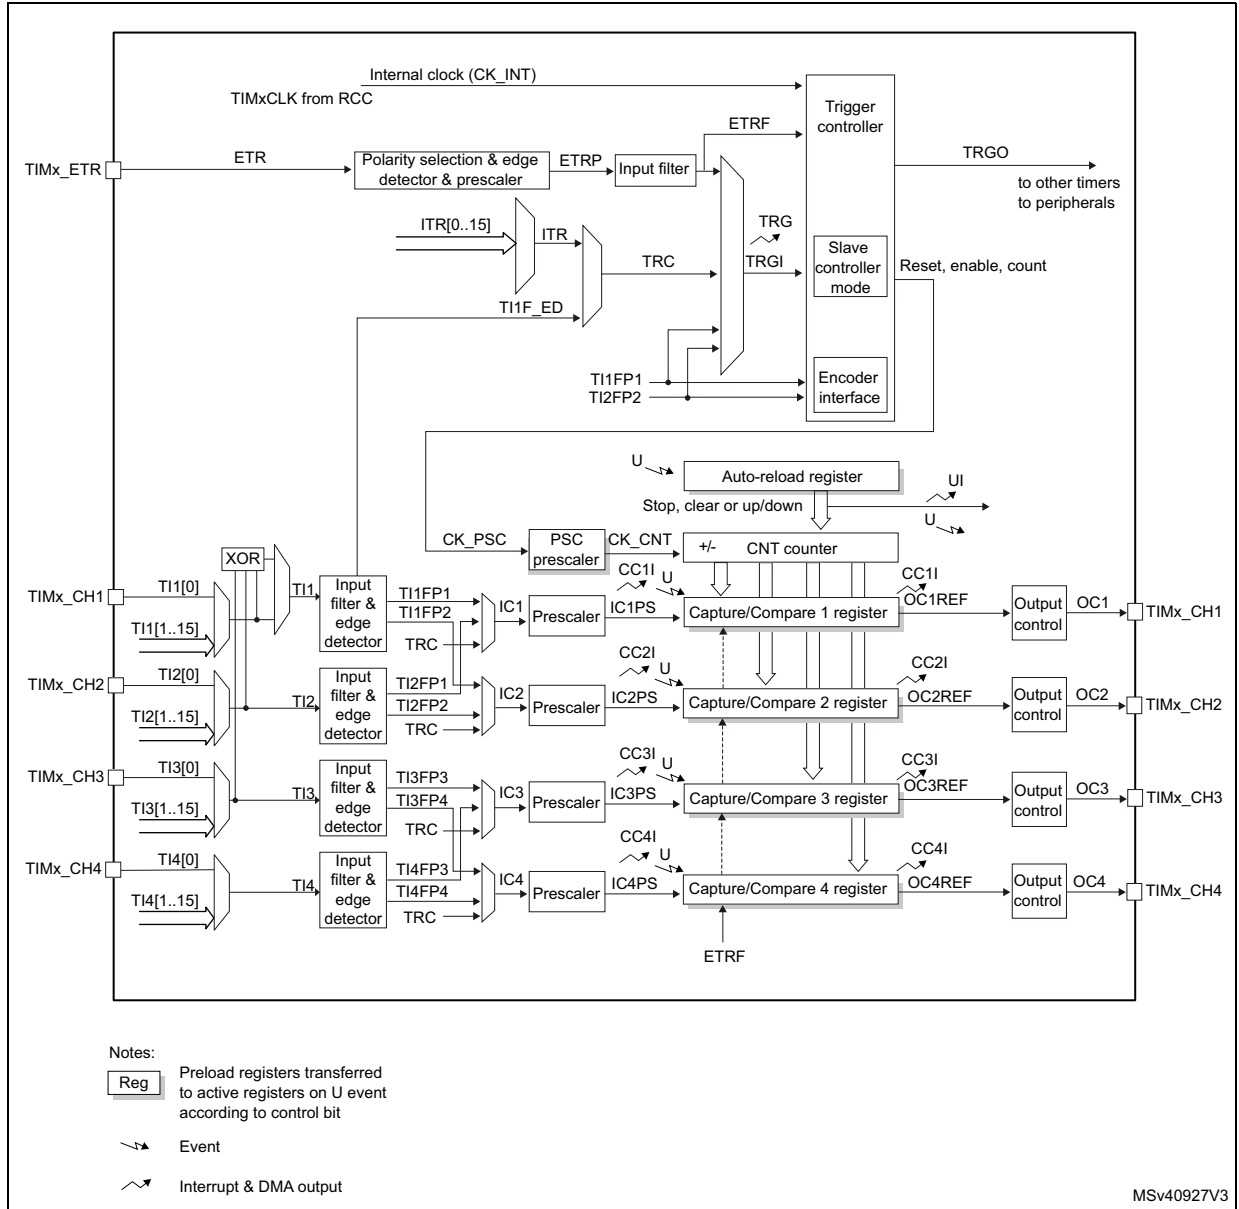 Internal clock (CK_INT)
TIMxCLK from RCC
Trigger
controller
ETRF
TIMx_ETR
ETR
Polarity selection & edge
detector & prescaler
ETRP
Input filter
TRGO
to other timers
to peripherals
ITR[0..15]
ITR
TRG
TRC
TRGI
Slave
controller
mode
Reset, enable, count
TI1F_ED
TI1FP1
TI2FP2
Encoder
interface
U
Auto-reload register
UI
Stop, clear or up/down
U
CK_PSC
PSC
prescaler
CK_CNT
+/-
CNT counter
XOR
TIMx_CH1
TI1[0]
TI1[1..15]
TI1
Input
filter &
edge
detector
TI1FP1
TI1FP2
TRC
IC1
Prescaler
IC1PS
CC1I
U
Capture/Compare 1 register
CC1I
OC1REF
Output
control
OC1
TIMx_CH1
TIMx_CH2
TI2[0]
TI2[1..15]
TI2
Input
filter &
edge
detector
TI2FP1
TI2FP2
TRC
IC2
Prescaler
IC2PS
CC2I
U
Capture/Compare 2 register
CC2I
OC2REF
Output
control
OC2
TIMx_CH2
TIMx_CH3
TI3[0]
TI3[1..15]
TI3
Input
filter &
edge
detector
TI3FP3
TI3FP4
TRC
IC3
Prescaler
IC3PS
CC3I
U
Capture/Compare 3 register
CC3I
OC3REF
Output
control
OC3
TIMx_CH3
TIMx_CH4
TI4[0]
TI4[1..15]
TI4
Input
filter &
edge
detector
TI4FP3
TI4FP4
TRC
IC4
Prescaler
IC4PS
CC4I
U
Capture/Compare 4 register
CC4I
OC4REF
Output
control
OC4
TIMx_CH4
ETRF
Notes:
Reg
Preload registers transferred
to active registers on U event
according to control bit
Event
Interrupt & DMA output
MSv40927V3